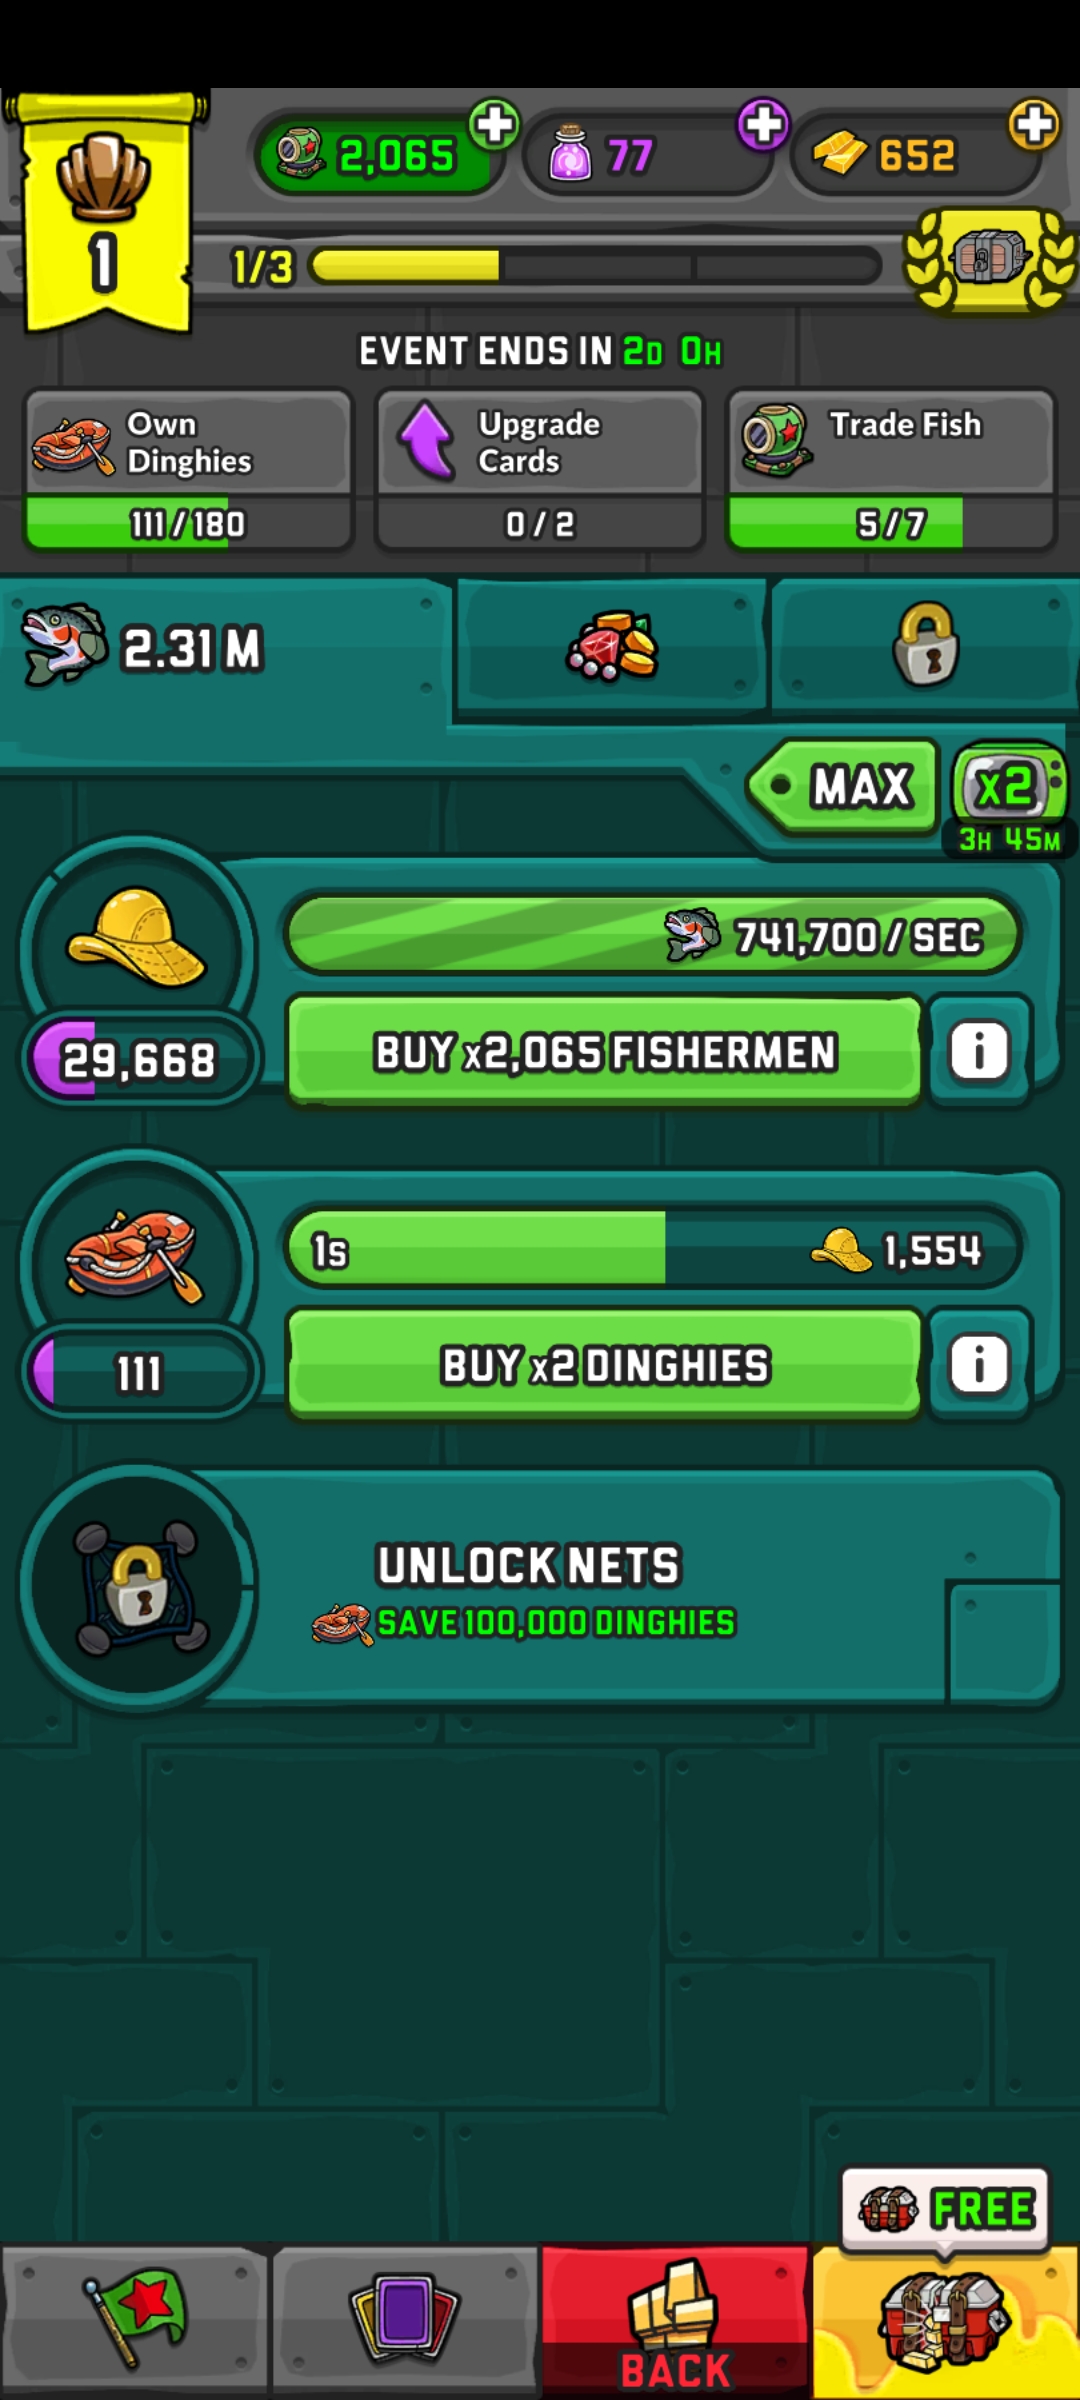 2,065
77
652
1
1/3
EVENT ENDS IN 2D 0H
Own
Dinghies
111/180
Upgrade
Cards
0/2
Trade Fish
5/7
2.31 M
MAX
x2
3H 45M
741,700 / SEC
29,668
BUY x2,065 FISHERMEN
1s
1,554
111
BUY x2 DINGHIES
UNLOCK NETS
SAVE 100,000 DINGHIES
FREE
BACK